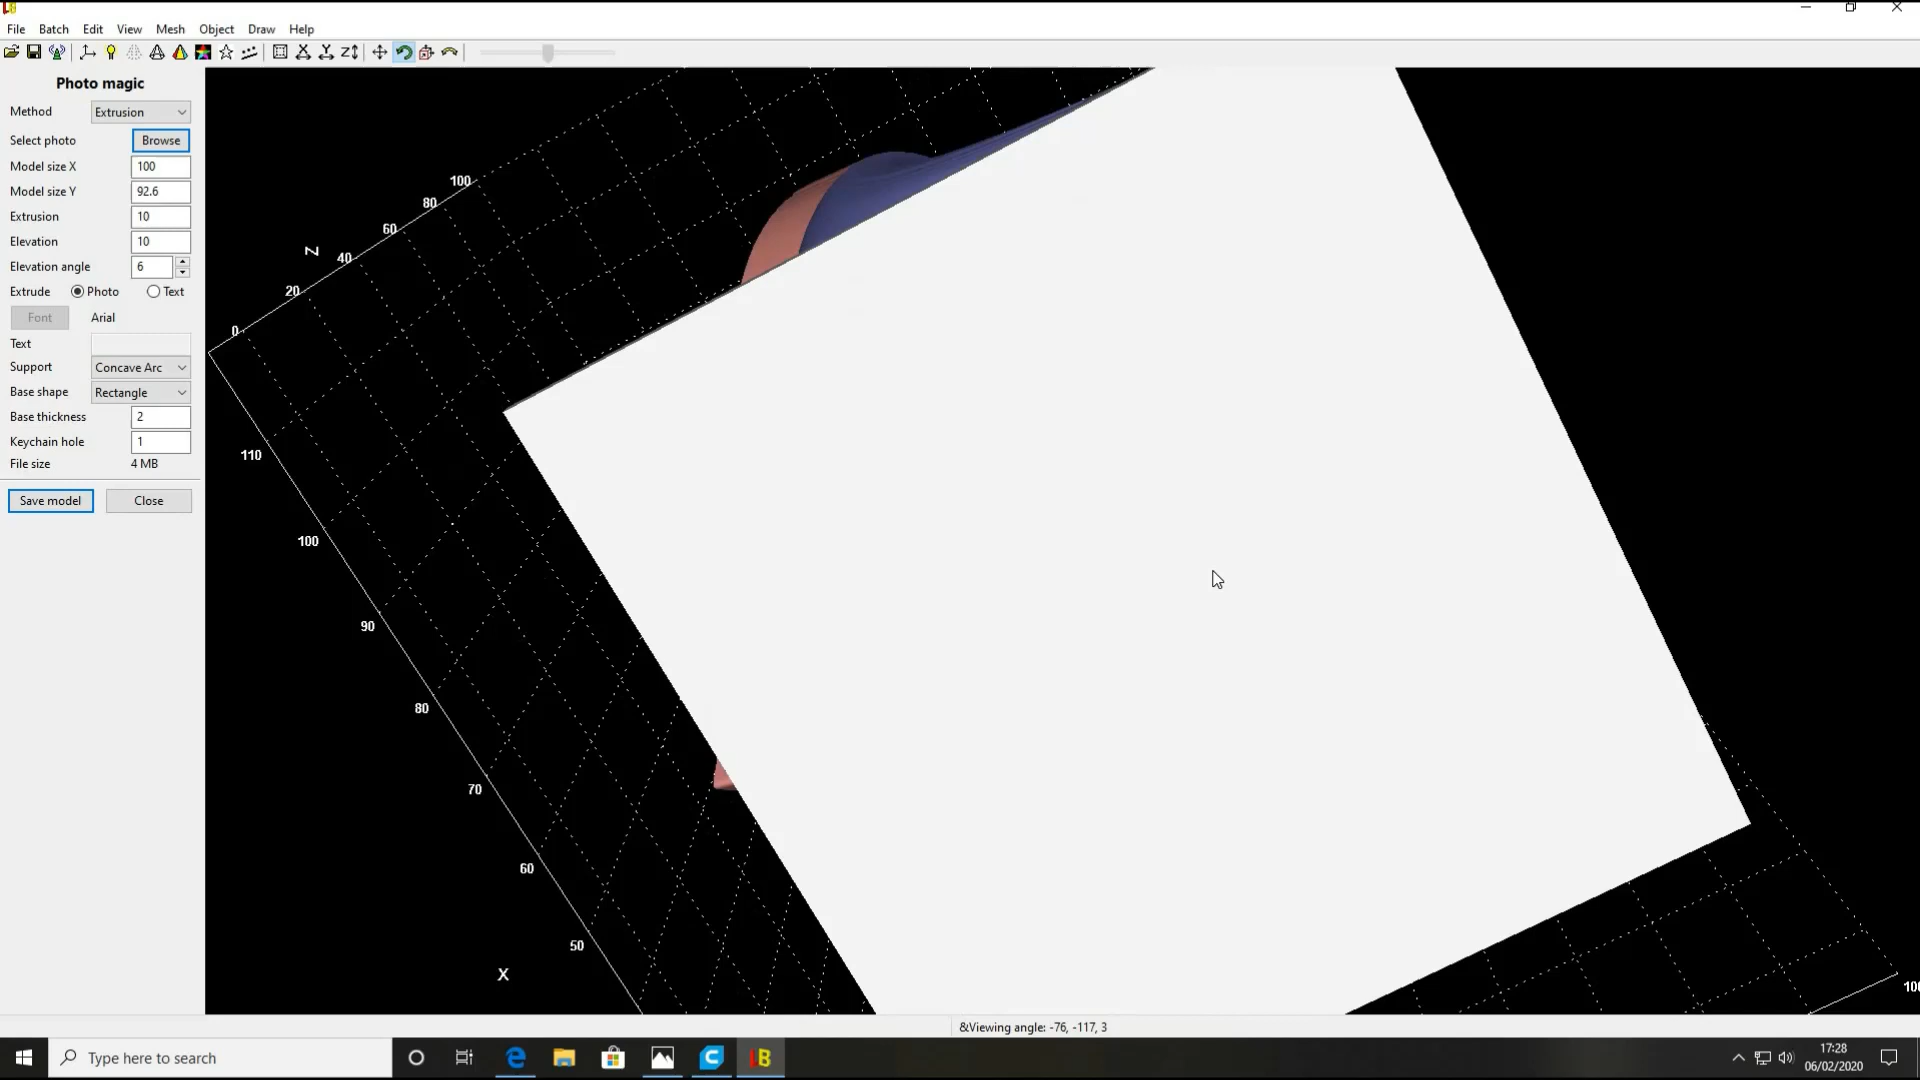 LB
File Batch Edit View Mesh Object Draw Help
Z
Photo magic
Method Extrusion
Select photo Browse
Model size X 100
Model size Y 92.6
Extrusion 10
Elevation 10
Elevation angle 6
Extrude Photo Text
Font Arial
Text
Support Concave Arc
Base shape Rectangle
Base thickness 2
Keychain hole 1
File size 4 MB
Save model Close
100
80
60
Z
40
20
0
110
100
90
80
70
60
50
X
100
&Viewing angle: -76, -117, 3
Type here to search
LB
17:28
06/02/2020